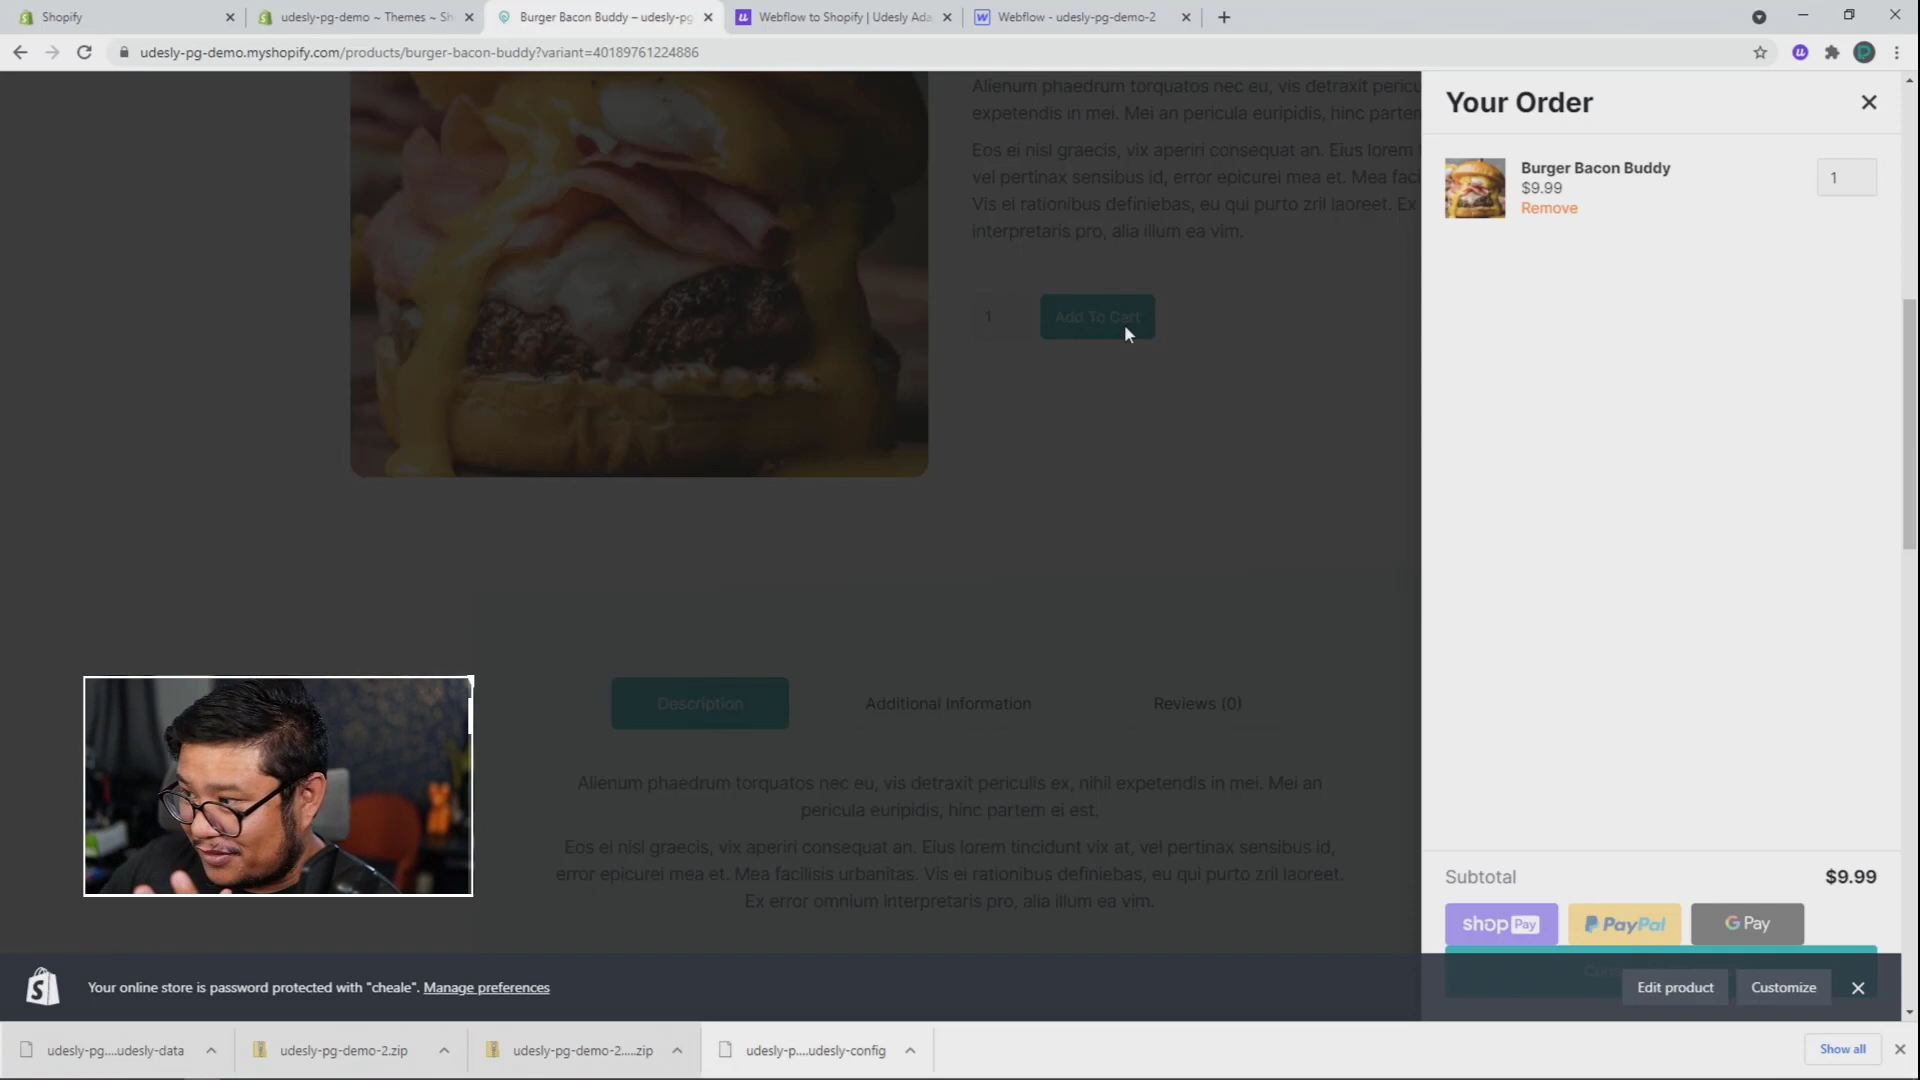 Shopify
udesly-pg-demo ~ Themes ~ Sh
Burger Bacon Buddy – udesly-pg
Webflow to Shopify | Udesly Ada
Webflow - udesly-pg-demo-2
udesly-pg-demo.myshopify.com/products/burger-bacon-buddy?variant=40189761224886
Alienum phaedrum torquatos nec eu, vis detraxit pericu
expetendis in mei. Mei an pericula euripidis, hinc partem
Eos ei nisl graecis, vix aperiri consequat an. Eius lorem
vel pertinax sensibus id, error epicurei mea et. Mea faci
Vis ei rationibus definiebas, eu qui purto zril laoreet. Ex
interpretaris pro, alia illum ea vim.
1
Add To Cart
Your Order
Burger Bacon Buddy
$9.99
Remove
1
Description
Additional Information
Reviews (0)
Alienum phaedrum torquatos nec eu, vis detraxit periculis ex, nihil expetendis in mei. Mei an
pericula euripidis, hinc partem ei est.
Eos ei nisl graecis, vix aperiri consequat an. Eius lorem tincidunt vix at, vel pertinax sensibus id,
error epicurei mea et. Mea facilisis urbanitas. Vis ei rationibus definiebas, eu qui purto zril laoreet.
Ex error omnium interpretaris pro, alia illum ea vim.
Subtotal
$9.99
shop Pay
PayPal
G Pay
Your online store is password protected with "cheale". Manage preferences
Edit product
Customize
udesly-pg....udesly-data
udesly-pg-demo-2.zip
udesly-pg-demo-2.....zip
udesly-p....udesly-config
Show all